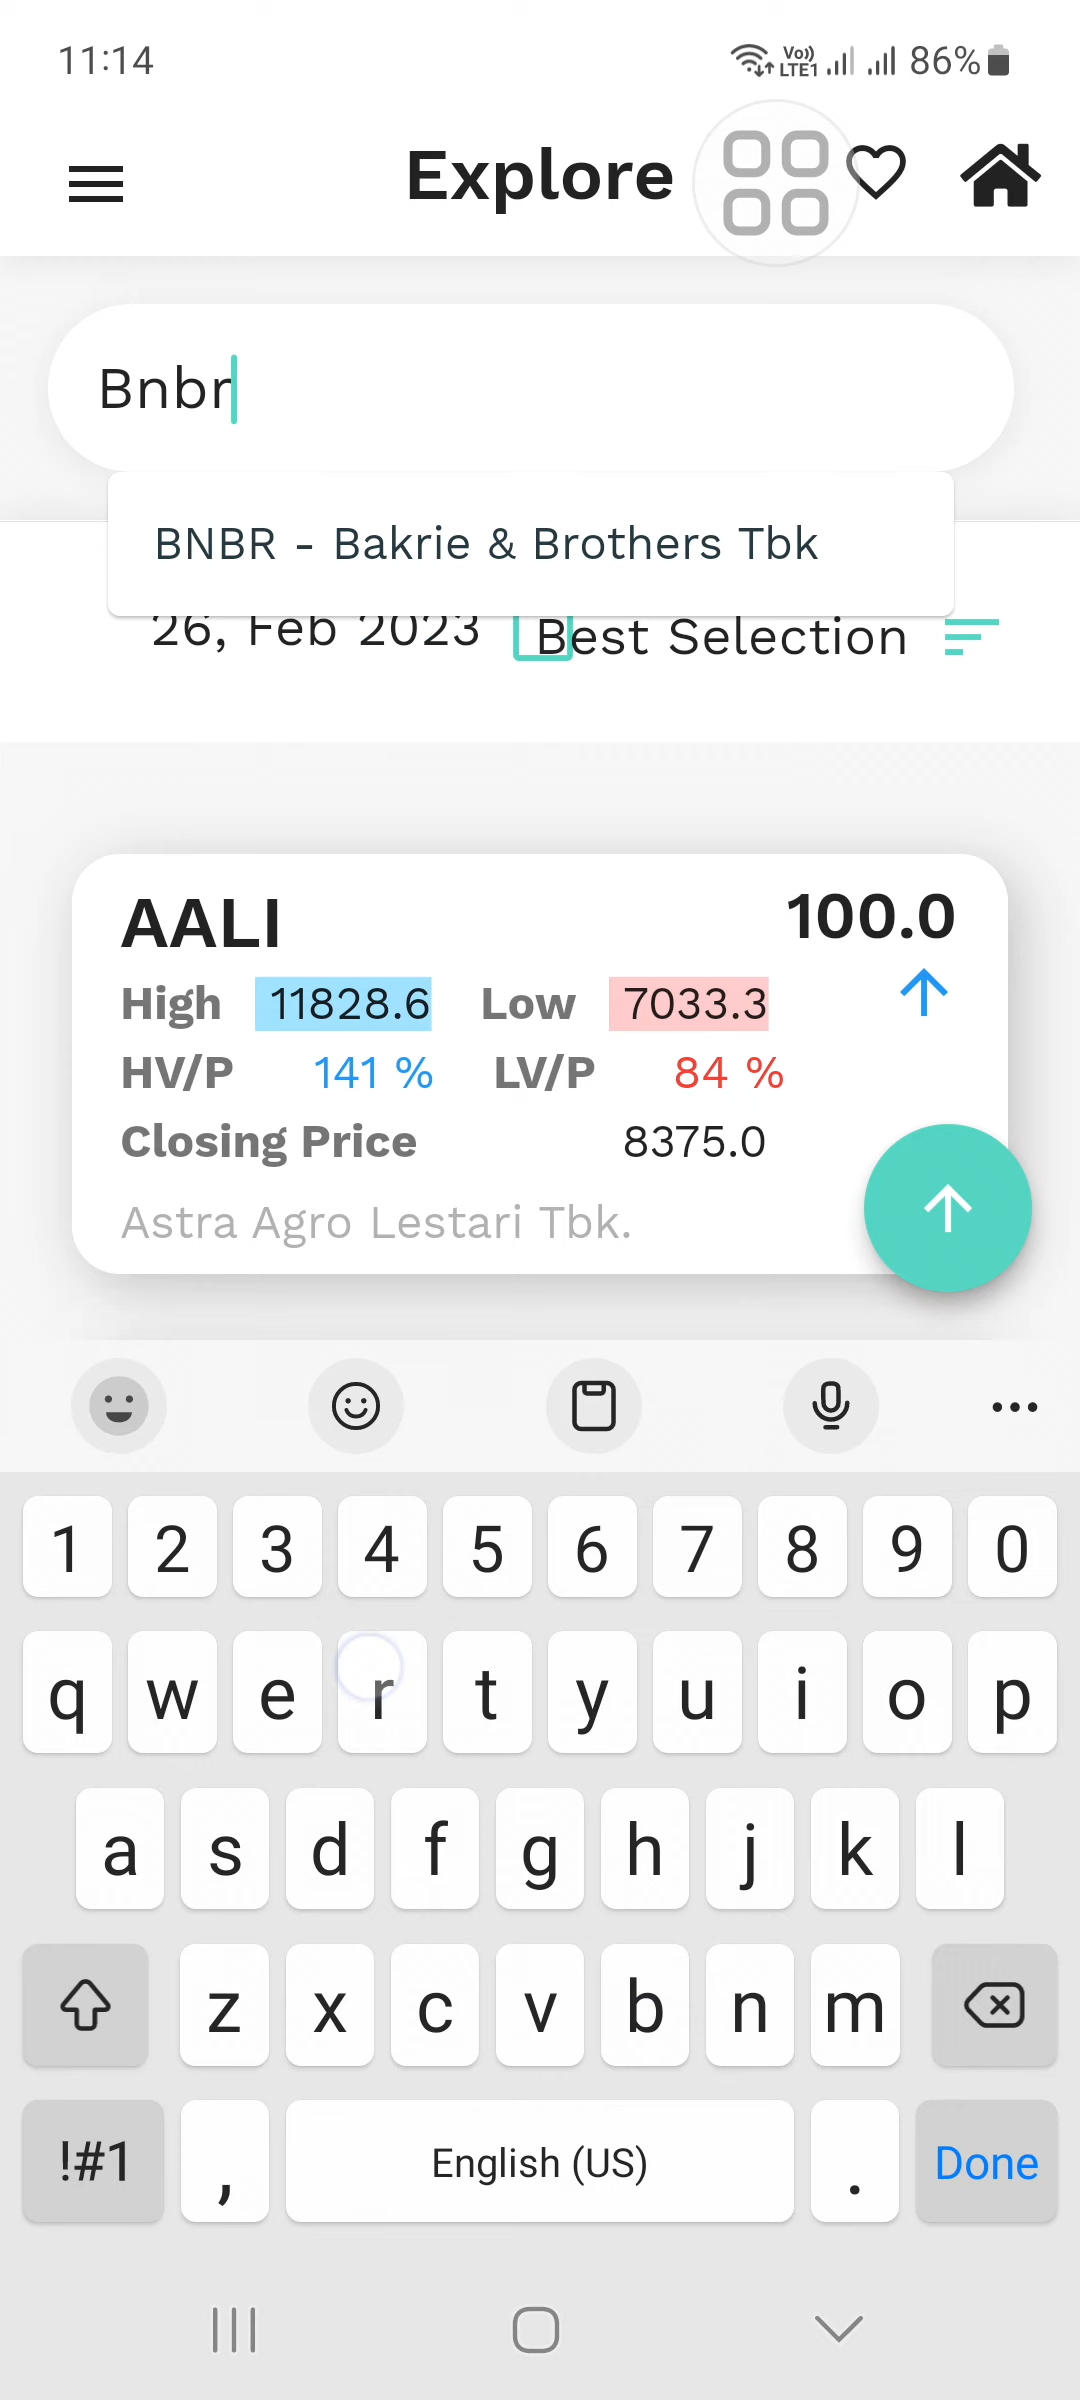 11:14
Vo)) LTE1 86%
Explore
Bnbr
BNBR - Bakrie & Brothers Tbk
26, Feb 2023 Best Selection
AALI 100.0
High 11828.6 Low 7033.3
HV/P 141 % LV/P 84 %
Closing Price 8375.0
Astra Agro Lestari Tbk.
1 2 3 4 5 6 7 8 9 0
q w e r t y u i o p
a s d f g h j k l
z x c v b n m
!#1 , English (US) . Done